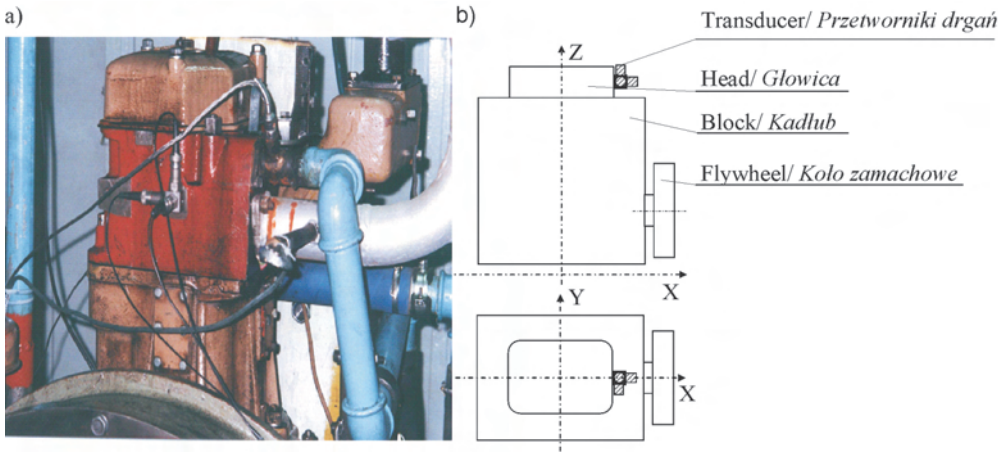 a)
b)
Transducer/ Przetworniki drgań
Z
Head/ Głowica
Block/ Kadłub
Flywheel/ Koło zamachowe
X
Y
X